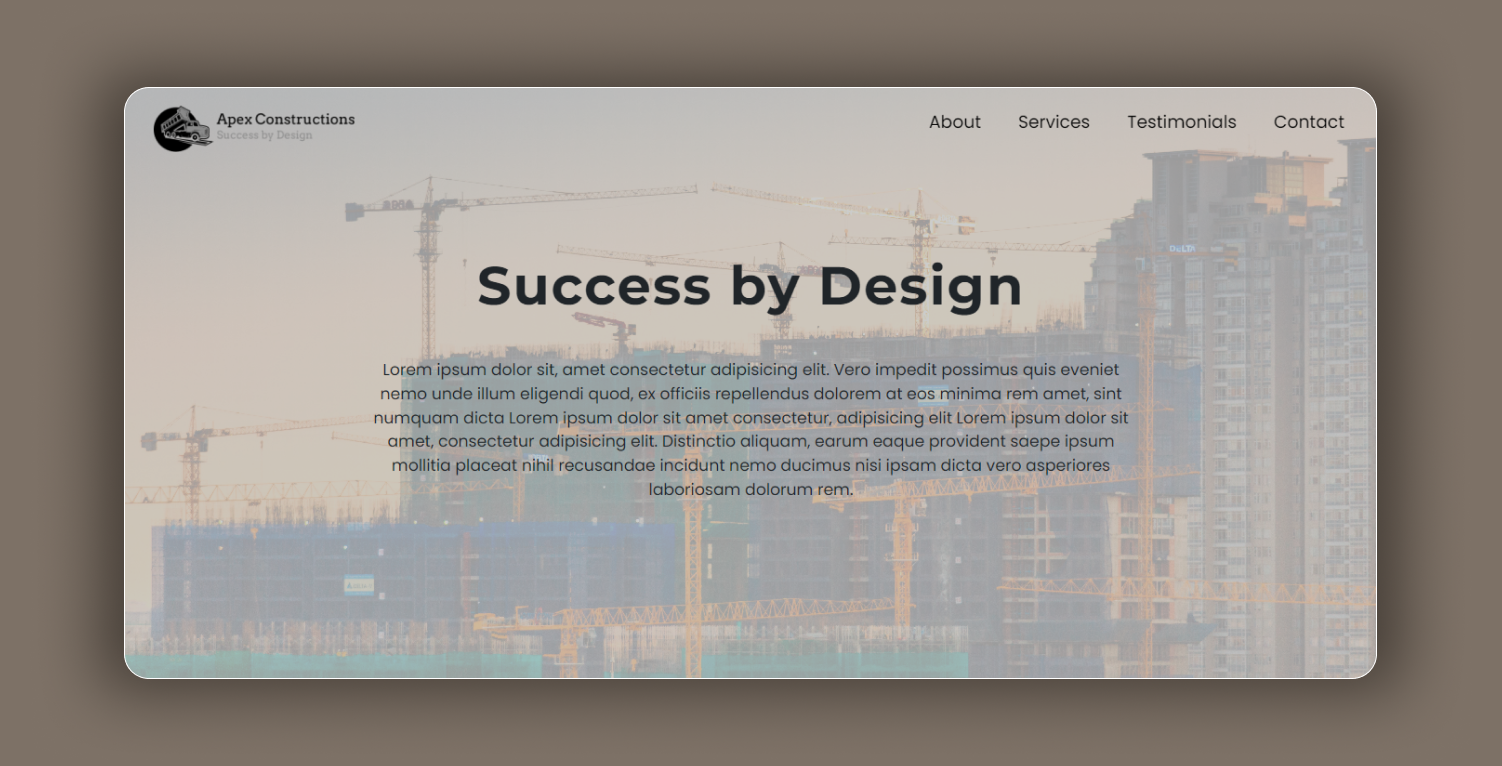 Apex Constructions
Success by Design
About Services Testimonials Contact
Success by Design
Lorem ipsum dolor sit, amet consectetur adipisicing elit. Vero impedit possimus quis eveniet
nemo unde illum eligendi quod, ex officiis repellendus dolorem at eos minima rem amet, sint
numquam dicta Lorem ipsum dolor sit amet consectetur, adipisicing elit Lorem ipsum dolor sit
amet, consectetur adipisicing elit. Distinctio aliquam, earum eaque provident saepe ipsum
mollitia placeat nihil recusandae incidunt nemo ducimus nisi ipsam dicta vero asperiores
laboriosam dolorum rem.